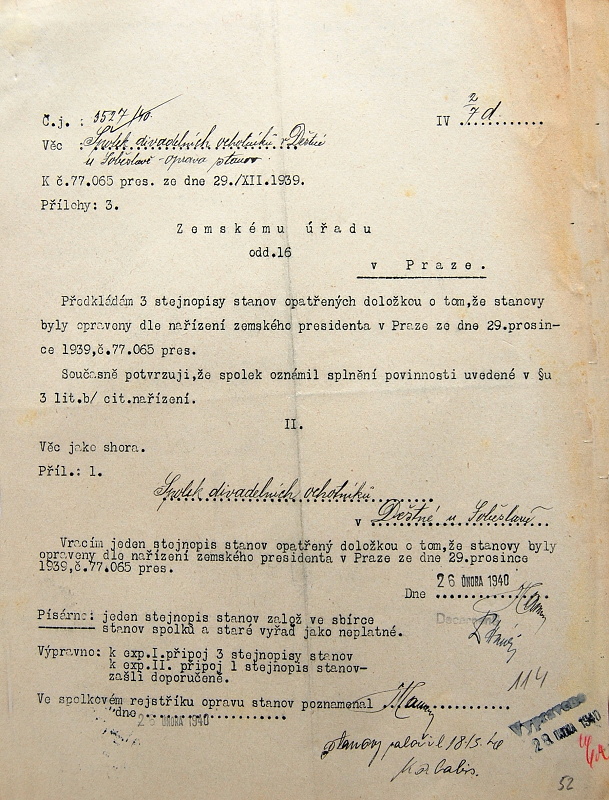 Č.j. : 3527/40.
IV 2/7 d.
Věc : Spolek divadelních ochotníků v Deštné
u Soběslavě - oprava stanov.
K č.77.065 pres. ze dne 29./XII.1939.
Přílohy: 3.
Zemskému úřadu
odd.16
v Praze.
Předkládám 3 stejnopisy stanov opatřených doložkou o tom,že stanovy
byly opraveny dle nařízení zemského presidenta v Praze ze dne 29.prosin-
ce 1939,č.77.065 pres.
Současně potvrzuji,že spolek oznámil splnění povinnosti uvedené v §u
3 lit.b/ cit.nařízení.
II.
Věc jako shora.
Příl.: 1.
Spolek divadelních ochotníků
v Deštné u Soběslavě
Vracím jeden stejnopis stanov opatřený doložkou o tom,že stanovy byly
opraveny dle nařízení zemského presidenta v Praze ze dne 29.prosince
1939,č.77.065 pres.
Dne 26 ÚNORA 1940
Písárne: jeden stejnopis stanov založ ve sbírce
stanov spolků a staré vyřaď jako neplatné.
Výpravno: k exp.I.připoj 3 stejnopisy stanov
k exp.II. připoj 1 stejnopis stanov-
zašli doporučeně.
114
Ve spolkovém rejstříku opravu stanov poznamenal
dne 2 ÚNORA 1940
Vypraveno
28 ÚNORA 1940
stanovy založil 18/3. 40
52